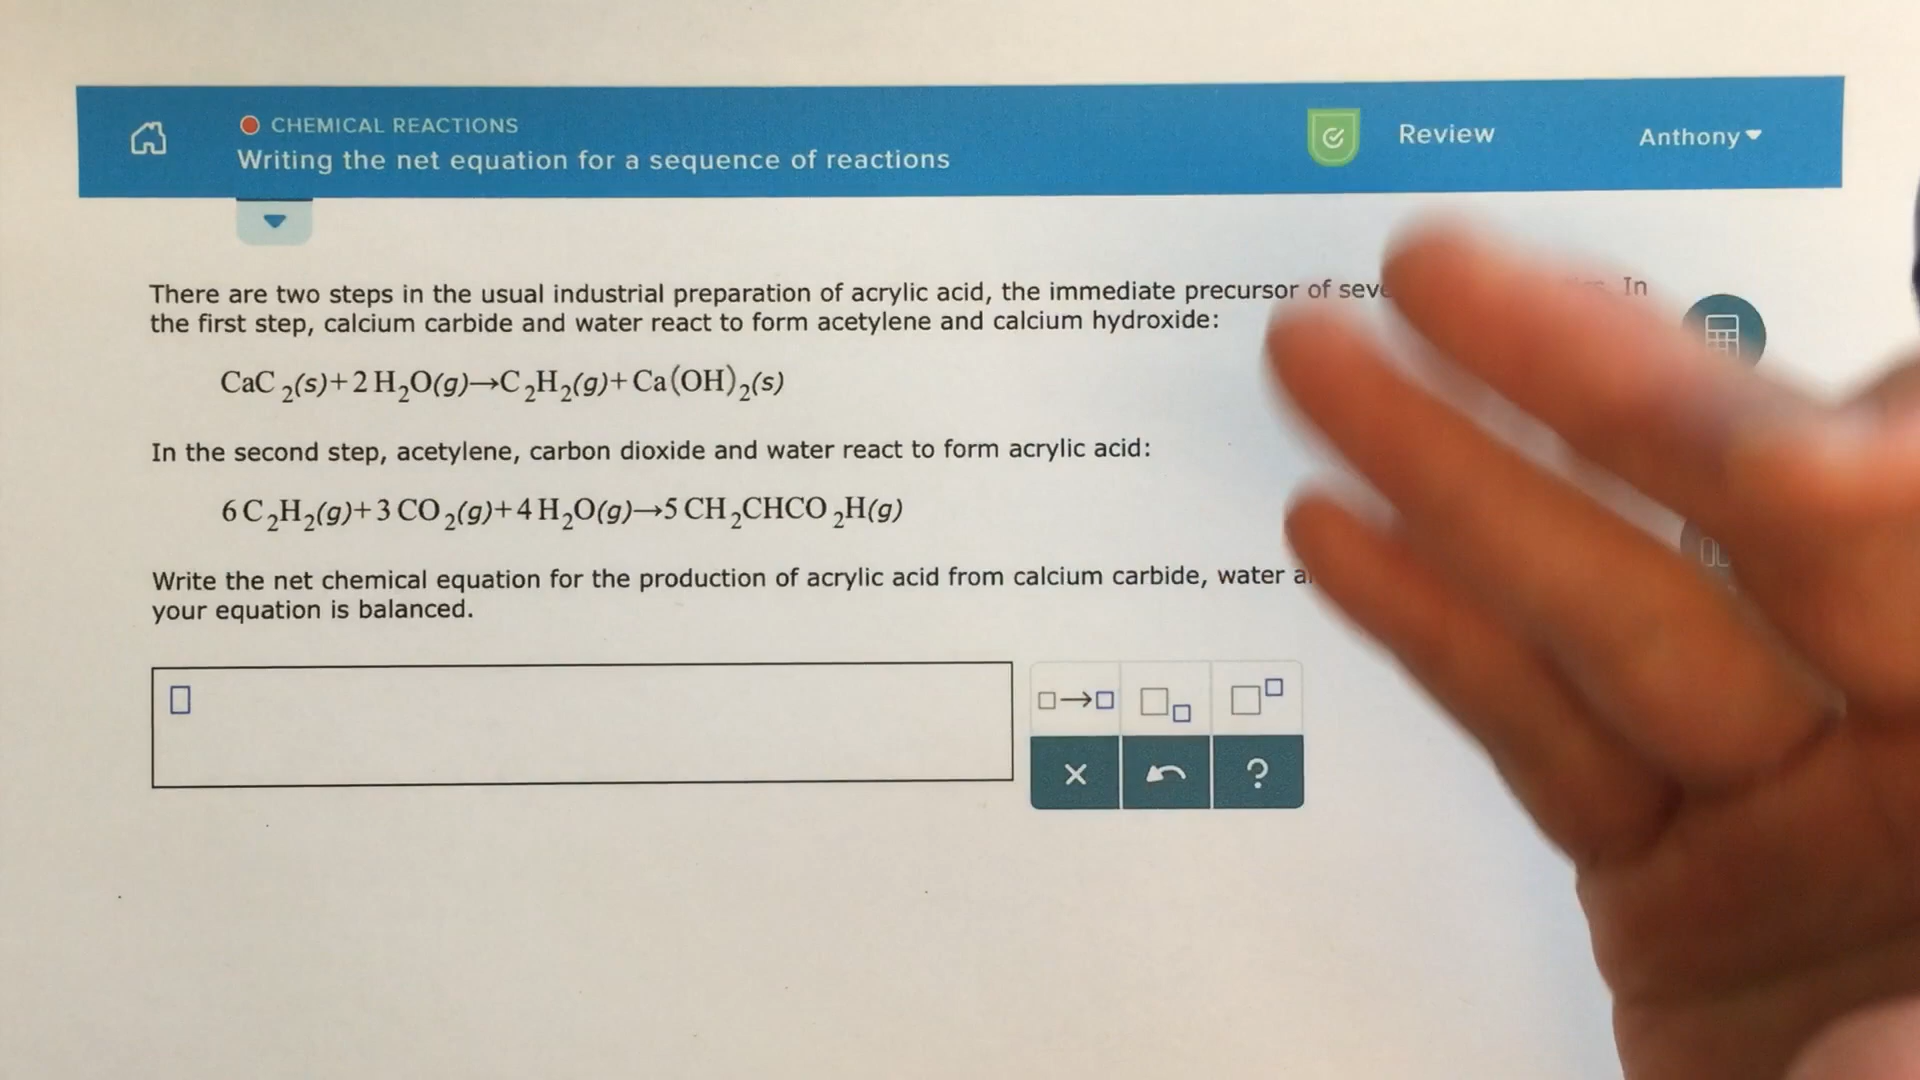 CHEMICAL REACTIONS
Writing the net equation for a sequence of reactions
Review
Anthony
There are two steps in the usual industrial preparation of acrylic acid, the immediate precursor of In
the first step, calcium carbide and water react to form acetylene and calcium hydroxide:
CaC₂(s)+2H₂O(g)→C₂H₂(g)+Ca(OH)₂(s)
In the second step, acetylene, carbon dioxide and water react to form acrylic acid:
6C₂H₂(g)+3CO₂(g)+4H₂O(g)→5CH₂CHCO₂H(g)
Write the net chemical equation for the production of acrylic acid from calcium carbide, water
your equation is balanced.
?